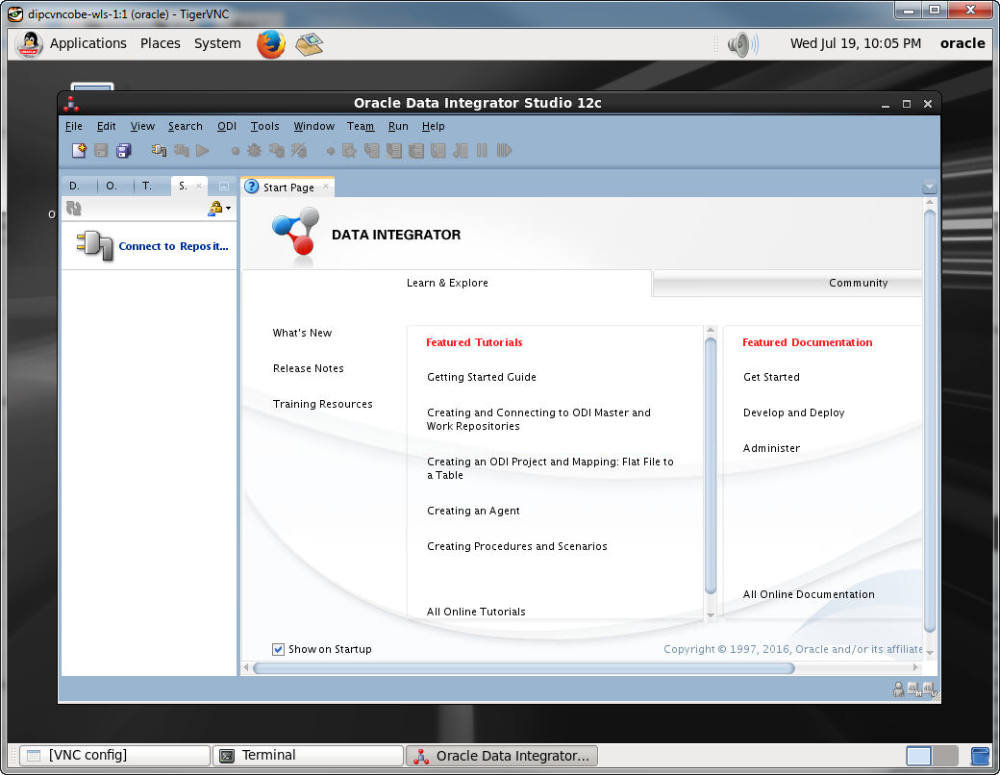 dipcvncobe-wls-1:1 (oracle) - TigerVNC
Applications Places System Wed Jul 19, 10:05 PM oracle
Oracle Data Integrator Studio 12c
File Edit View Search ODI Tools Window Team Run Help
D. O. T. S. Start Page
o
DATA INTEGRATOR
Connect to Reposit...
Learn & Explore Community
What's New
Release Notes
Training Resources
Featured Tutorials
Getting Started Guide
Creating and Connecting to ODI Master and
Work Repositories
Creating an ODI Project and Mapping: Flat File to
a Table
Creating an Agent
Creating Procedures and Scenarios
All Online Tutorials
Featured Documentation
Get Started
Develop and Deploy
Administer
All Online Documentation
Show on Startup
Copyright © 1997, 2016, Oracle and/or its affiliate
[VNC config] Terminal Oracle Data Integrator...